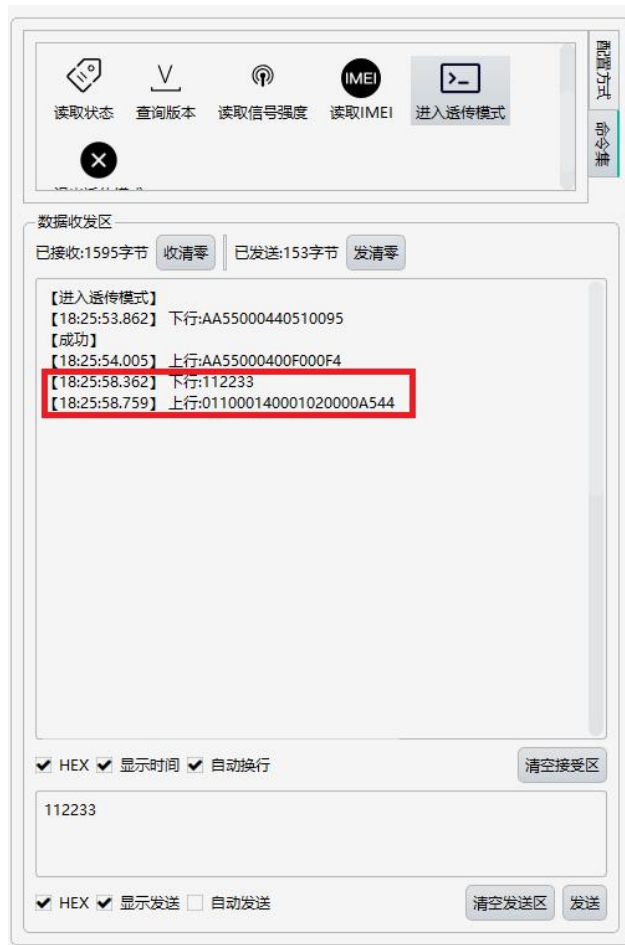 读取状态 查询版本 读取信号强度 读取IMEI 进入透传模式
IMEI
配置方式
命令集
数据收发区
已接收:1595字节 收清零 已发送:153字节 发清零
【进入透传模式】
【18:25:53.862】 下行:AA55000440510095
【成功】
【18:25:54.005】 上行:AA55000400F000F4
【18:25:58.362】 下行:112233
【18:25:58.759】 上行:011000140001020000A544
HEX 显示时间 自动换行 清空接受区
112233
HEX 显示发送 自动发送 清空发送区 发送